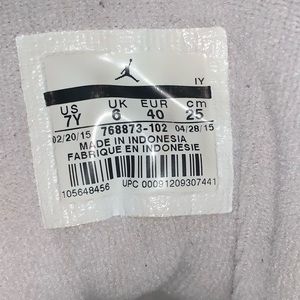 IY
US UK EUR cm
7Y 6 40 25
02/20/15 768873-102 04/28/15
MADE IN INDONESIA
FABRIQUE EN INDONESIE
105648456 UPC 00091209307441